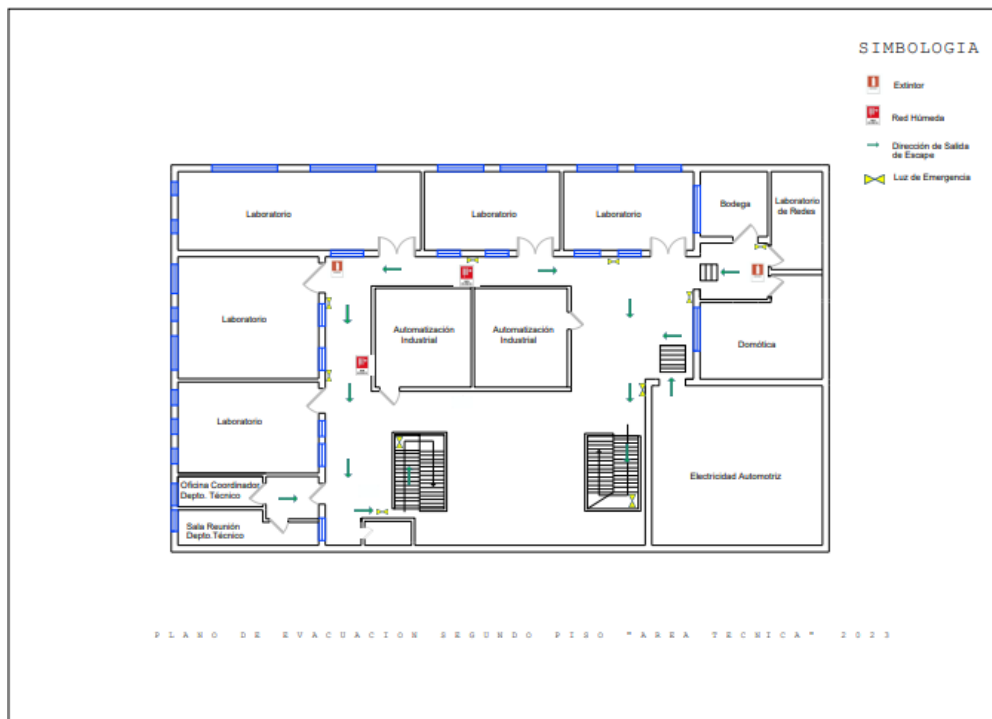 SIMBOLOGIA
Extintor
Red Húmeda
Dirección de Salida
de Escape
Luz de Emergencia
Laboratorio
Laboratorio
Laboratorio
Bodega
Laboratorio
de Redes
Laboratorio
Automatización
Industrial
Automatización
Industrial
Domótica
Laboratorio
Electricidad Automotriz
Oficina Coordinador
Depto. Técnico
Sala Reunión
Depto.Técnico
PLANO DE EVACUACION SEGUNDO PISO "AREA TECNICA" 2023